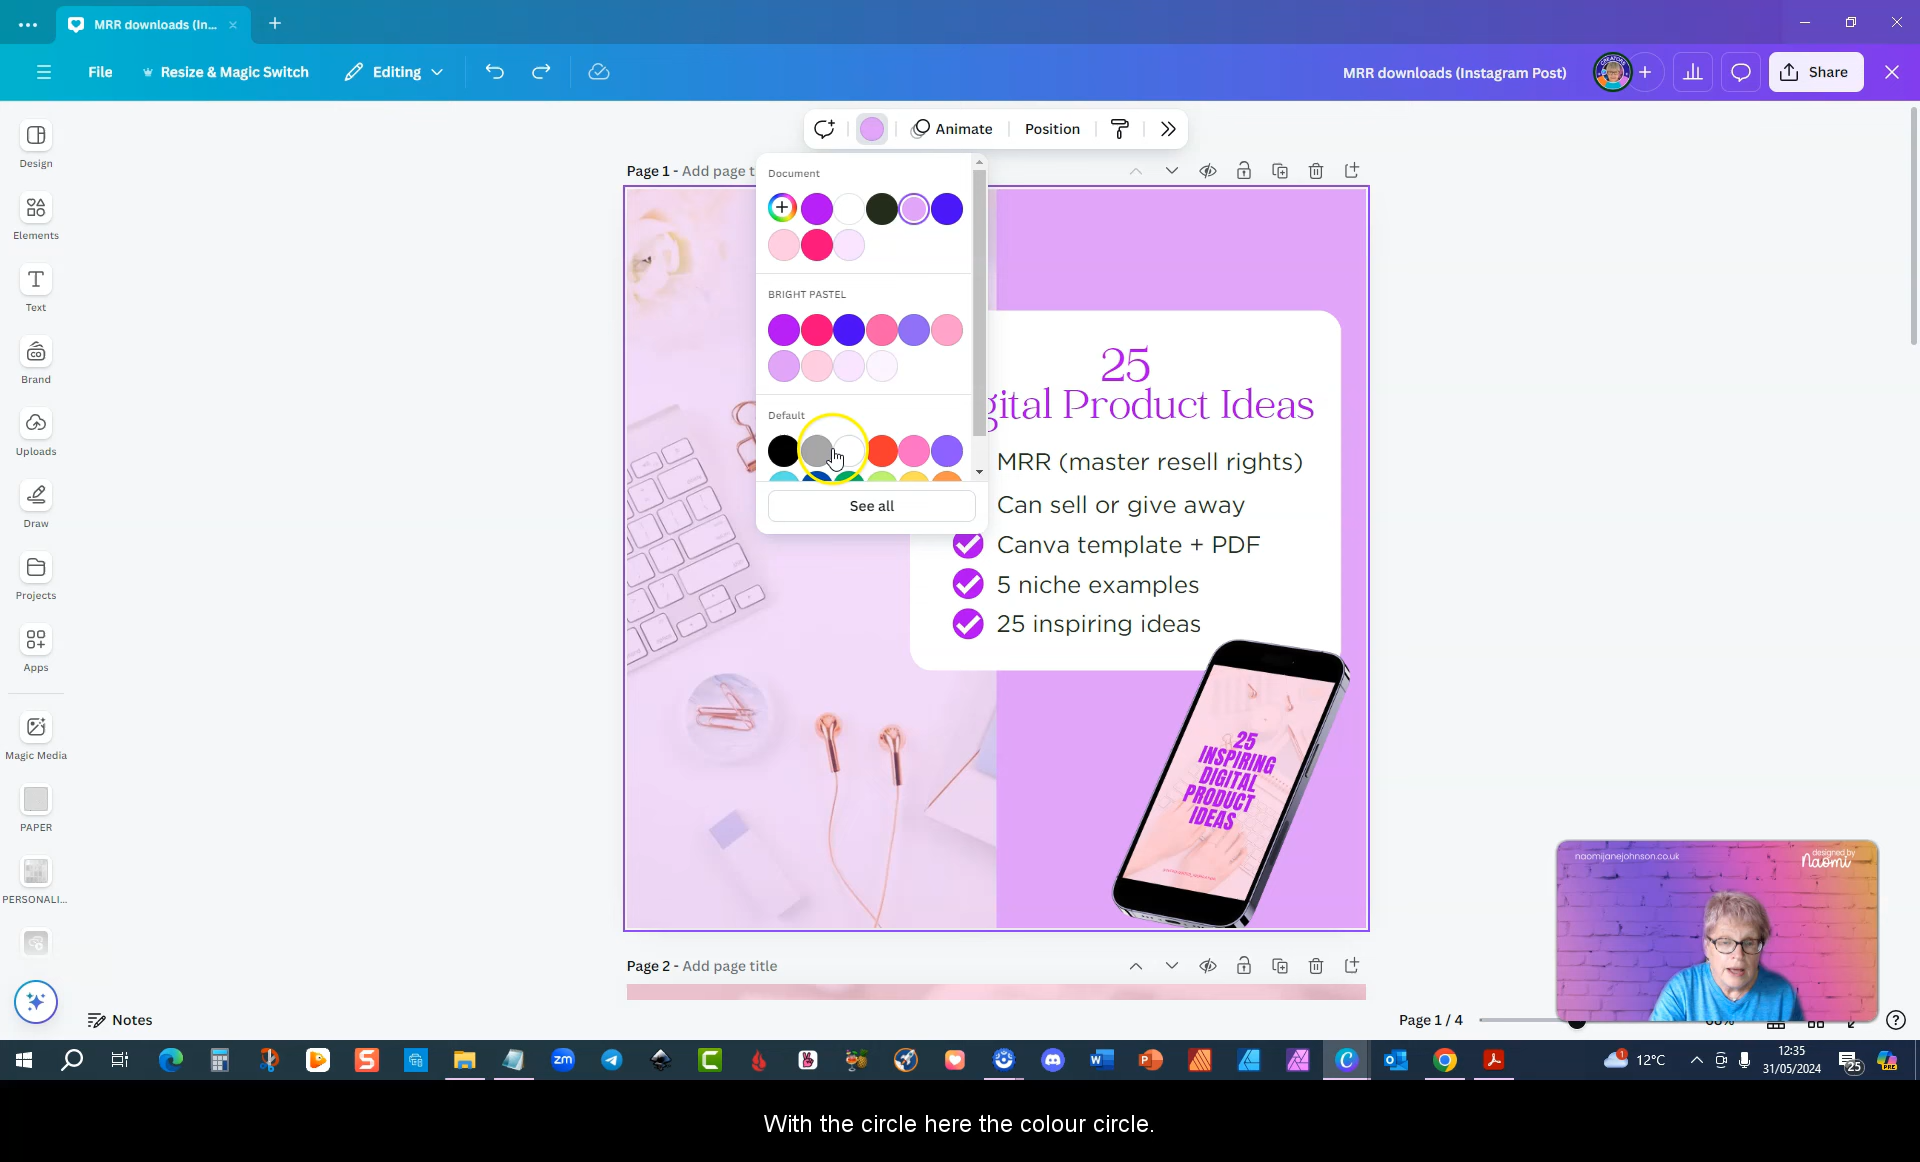 MRR downloads (In...
File
Resize & Magic Switch
Editing
MRR downloads (Instagram Post)
Share
Animate
Position
Design
Elements
Text
Brand
Uploads
Draw
Projects
Apps
Magic Media
PAPER
PERSONALI...
Page 1 - Add page t
Document
BRIGHT PASTEL
Default
See all
25
gital Product Ideas
MRR (master resell rights)
Can sell or give away
Canva template + PDF
5 niche examples
25 inspiring ideas
25
INSPIRING
DIGITAL
PRODUCT
IDEAS
naomijanejohnson.co.uk
designed by
Naomi
Page 2 - Add page title
Notes
Page 1 / 4
12°C
12:35
31/05/2024
25
With the circle here the colour circle.